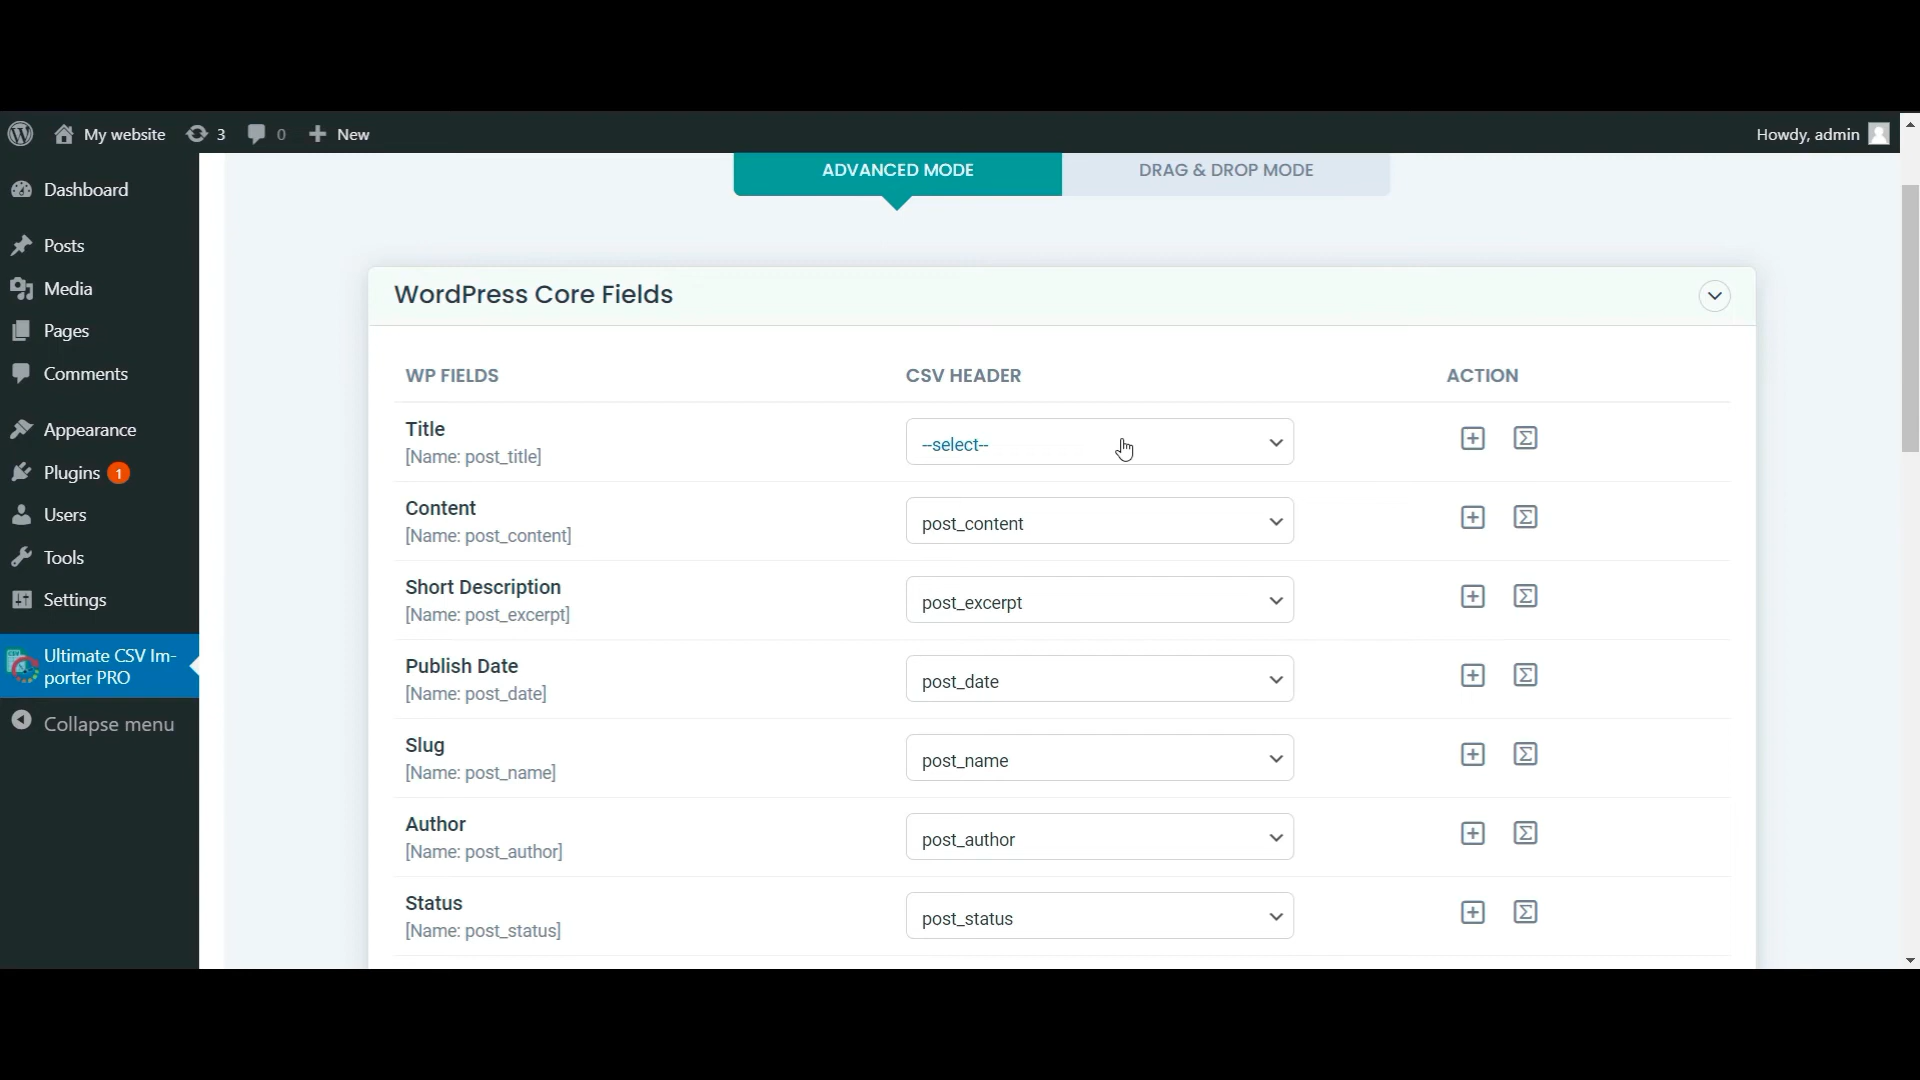 My website 3 0 New Howdy, admin
Dashboard
Posts
Media
Pages
Comments
Appearance
Plugins 1
Users
Tools
Settings
Ultimate CSV Im-
porter PRO
Collapse menu
ADVANCED MODE DRAG & DROP MODE
WordPress Core Fields
WP FIELDS CSV HEADER ACTION
Title
[Name: post_title]
--select--
Content
[Name: post_content]
post_content
Short Description
[Name: post_excerpt]
post_excerpt
Publish Date
[Name: post_date]
post_date
Slug
[Name: post_name]
post_name
Author
[Name: post_author]
post_author
Status
[Name: post_status]
post_status